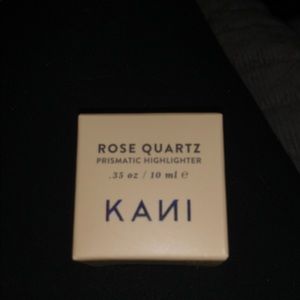 ROSE QUARTZ
PRISMATIC HIGHLIGHTER
.35 oz / 10 ml ℮
KANI